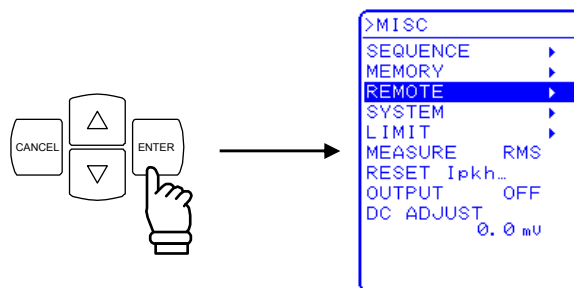 CANCEL
△
▽
ENTER
>MISC
SEQUENCE ▶
MEMORY ▶
REMOTE ▶
SYSTEM ▶
LIMIT ▶
MEASURE RMS
RESET Ipkh…
OUTPUT OFF
DC ADJUST
0.0 mV